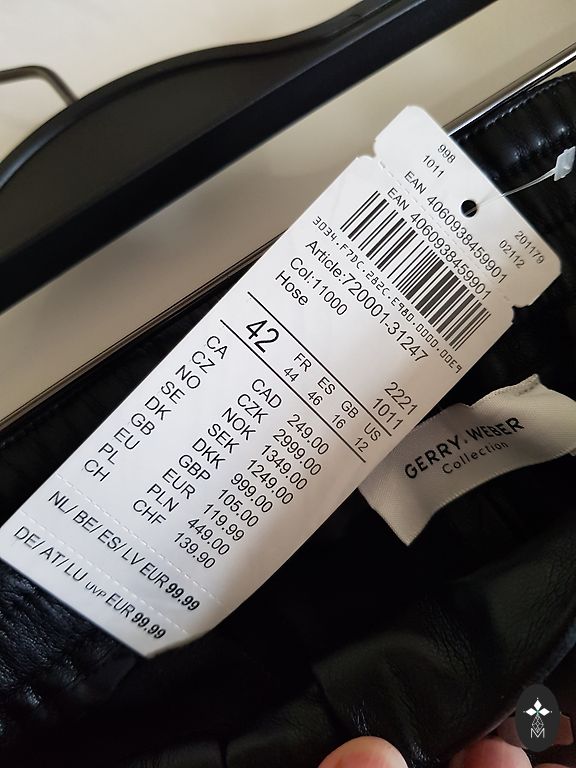 998
1011
EAN 4060938459901
201179
02112
EAN 4060938459901
3034.F7DC.282C.E980.0000.00E9
Article:720001-31247
Col:11000
Hose
2221
1011
42
FR ES GB US
44 46 16 12
CA CAD 249.00
CZ CZK 2999.00
NO NOK 1349.00
SE SEK 1249.00
DK DKK 999.00
GB GBP 105.00
EU EUR 119.99
PL PLN 449.00
CH CHF 139.90
NL/BE/ES/LV EUR 99.99
DE/AT/LU UVP EUR 99.99
GERRY WEBER
Collection
M